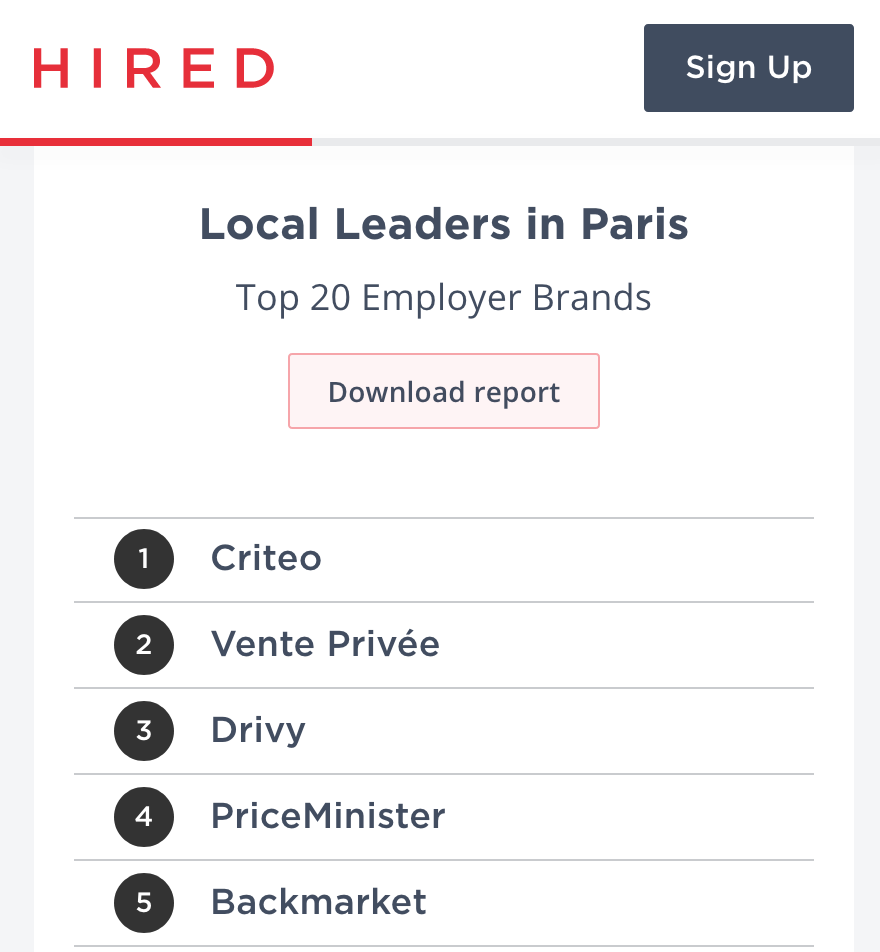 HIRED
Sign Up
Local Leaders in Paris
Top 20 Employer Brands
Download report
1 Criteo
2 Vente Privée
3 Drivy
4 PriceMinister
5 Backmarket